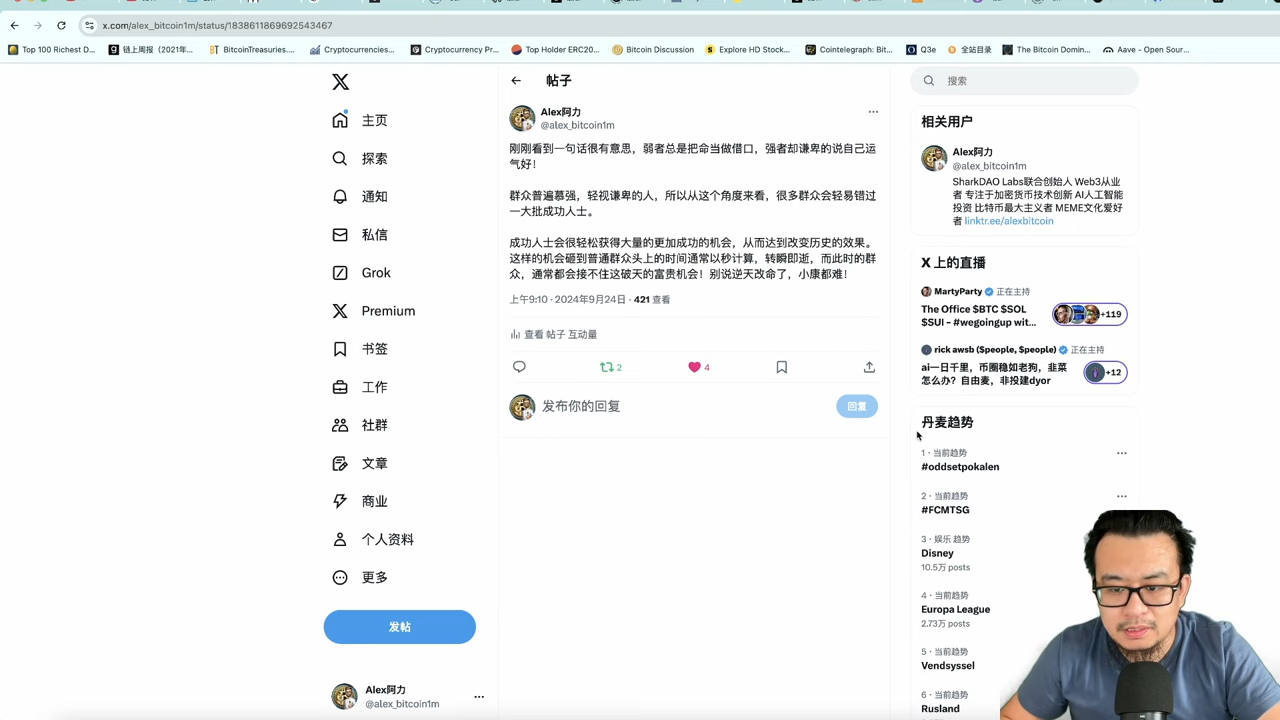 x.com/alex_bitcoin1m/status/1838611869692543467
Top 100 Richest D...
链上周报（2021年...
BitcoinTreasuries....
Cryptocurrencies...
Cryptocurrency Pr...
Top Holder ERC20...
Bitcoin Discussion
Explore HD Stock...
Cointelegraph: Bit...
Q3e
全站目录
The Bitcoin Domin...
Aave - Open Sour...
主页
探索
通知
私信
Grok
Premium
书签
工作
社群
文章
商业
个人资料
更多
发帖
Alex阿力
@alex_bitcoin1m
帖子
Alex阿力
@alex_bitcoin1m
刚刚看到一句话很有意思，弱者总是把命当做借口，强者却谦卑的说自己运
气好！
群众普遍慕强，轻视谦卑的人，所以从这个角度来看，很多群众会轻易错过
一大批成功人士。
成功人士会很轻松获得大量的更加成功的机会，从而达到改变历史的效果。
这样的机会砸到普通群众头上的时间通常以秒计算，转瞬即逝，而此时的群
众，通常都会接不住这破天的富贵机会！别说逆天改命了，小康都难！
上午9:10 · 2024年9月24日 · 421 查看
查看 帖子 互动量
2
4
发布你的回复
回复
搜索
相关用户
Alex阿力
@alex_bitcoin1m
SharkDAO Labs联合创始人 Web3从业
者 专注于加密货币技术创新 AI人工智能
投资 比特币最大主义者 MEME文化爱好
者 linktr.ee/alexbitcoin
X 上的直播
MartyParty 正在主持
The Office $BTC $SOL
$SUI - #wegoingup wit...
+119
rick awsb ($people, $people) 正在主持
ai一日千里，币圈稳如老狗，韭菜
怎么办？自由麦，非投建dyor
+12
丹麦趋势
1 · 当前趋势
#oddsetpokalen
2 · 当前趋势
#FCMTSG
3 · 娱乐 趋势
Disney
10.5万 posts
4 · 当前趋势
Europa League
2.73万 posts
5 · 当前趋势
Vendsyssel
6 · 当前趋势
Rusland